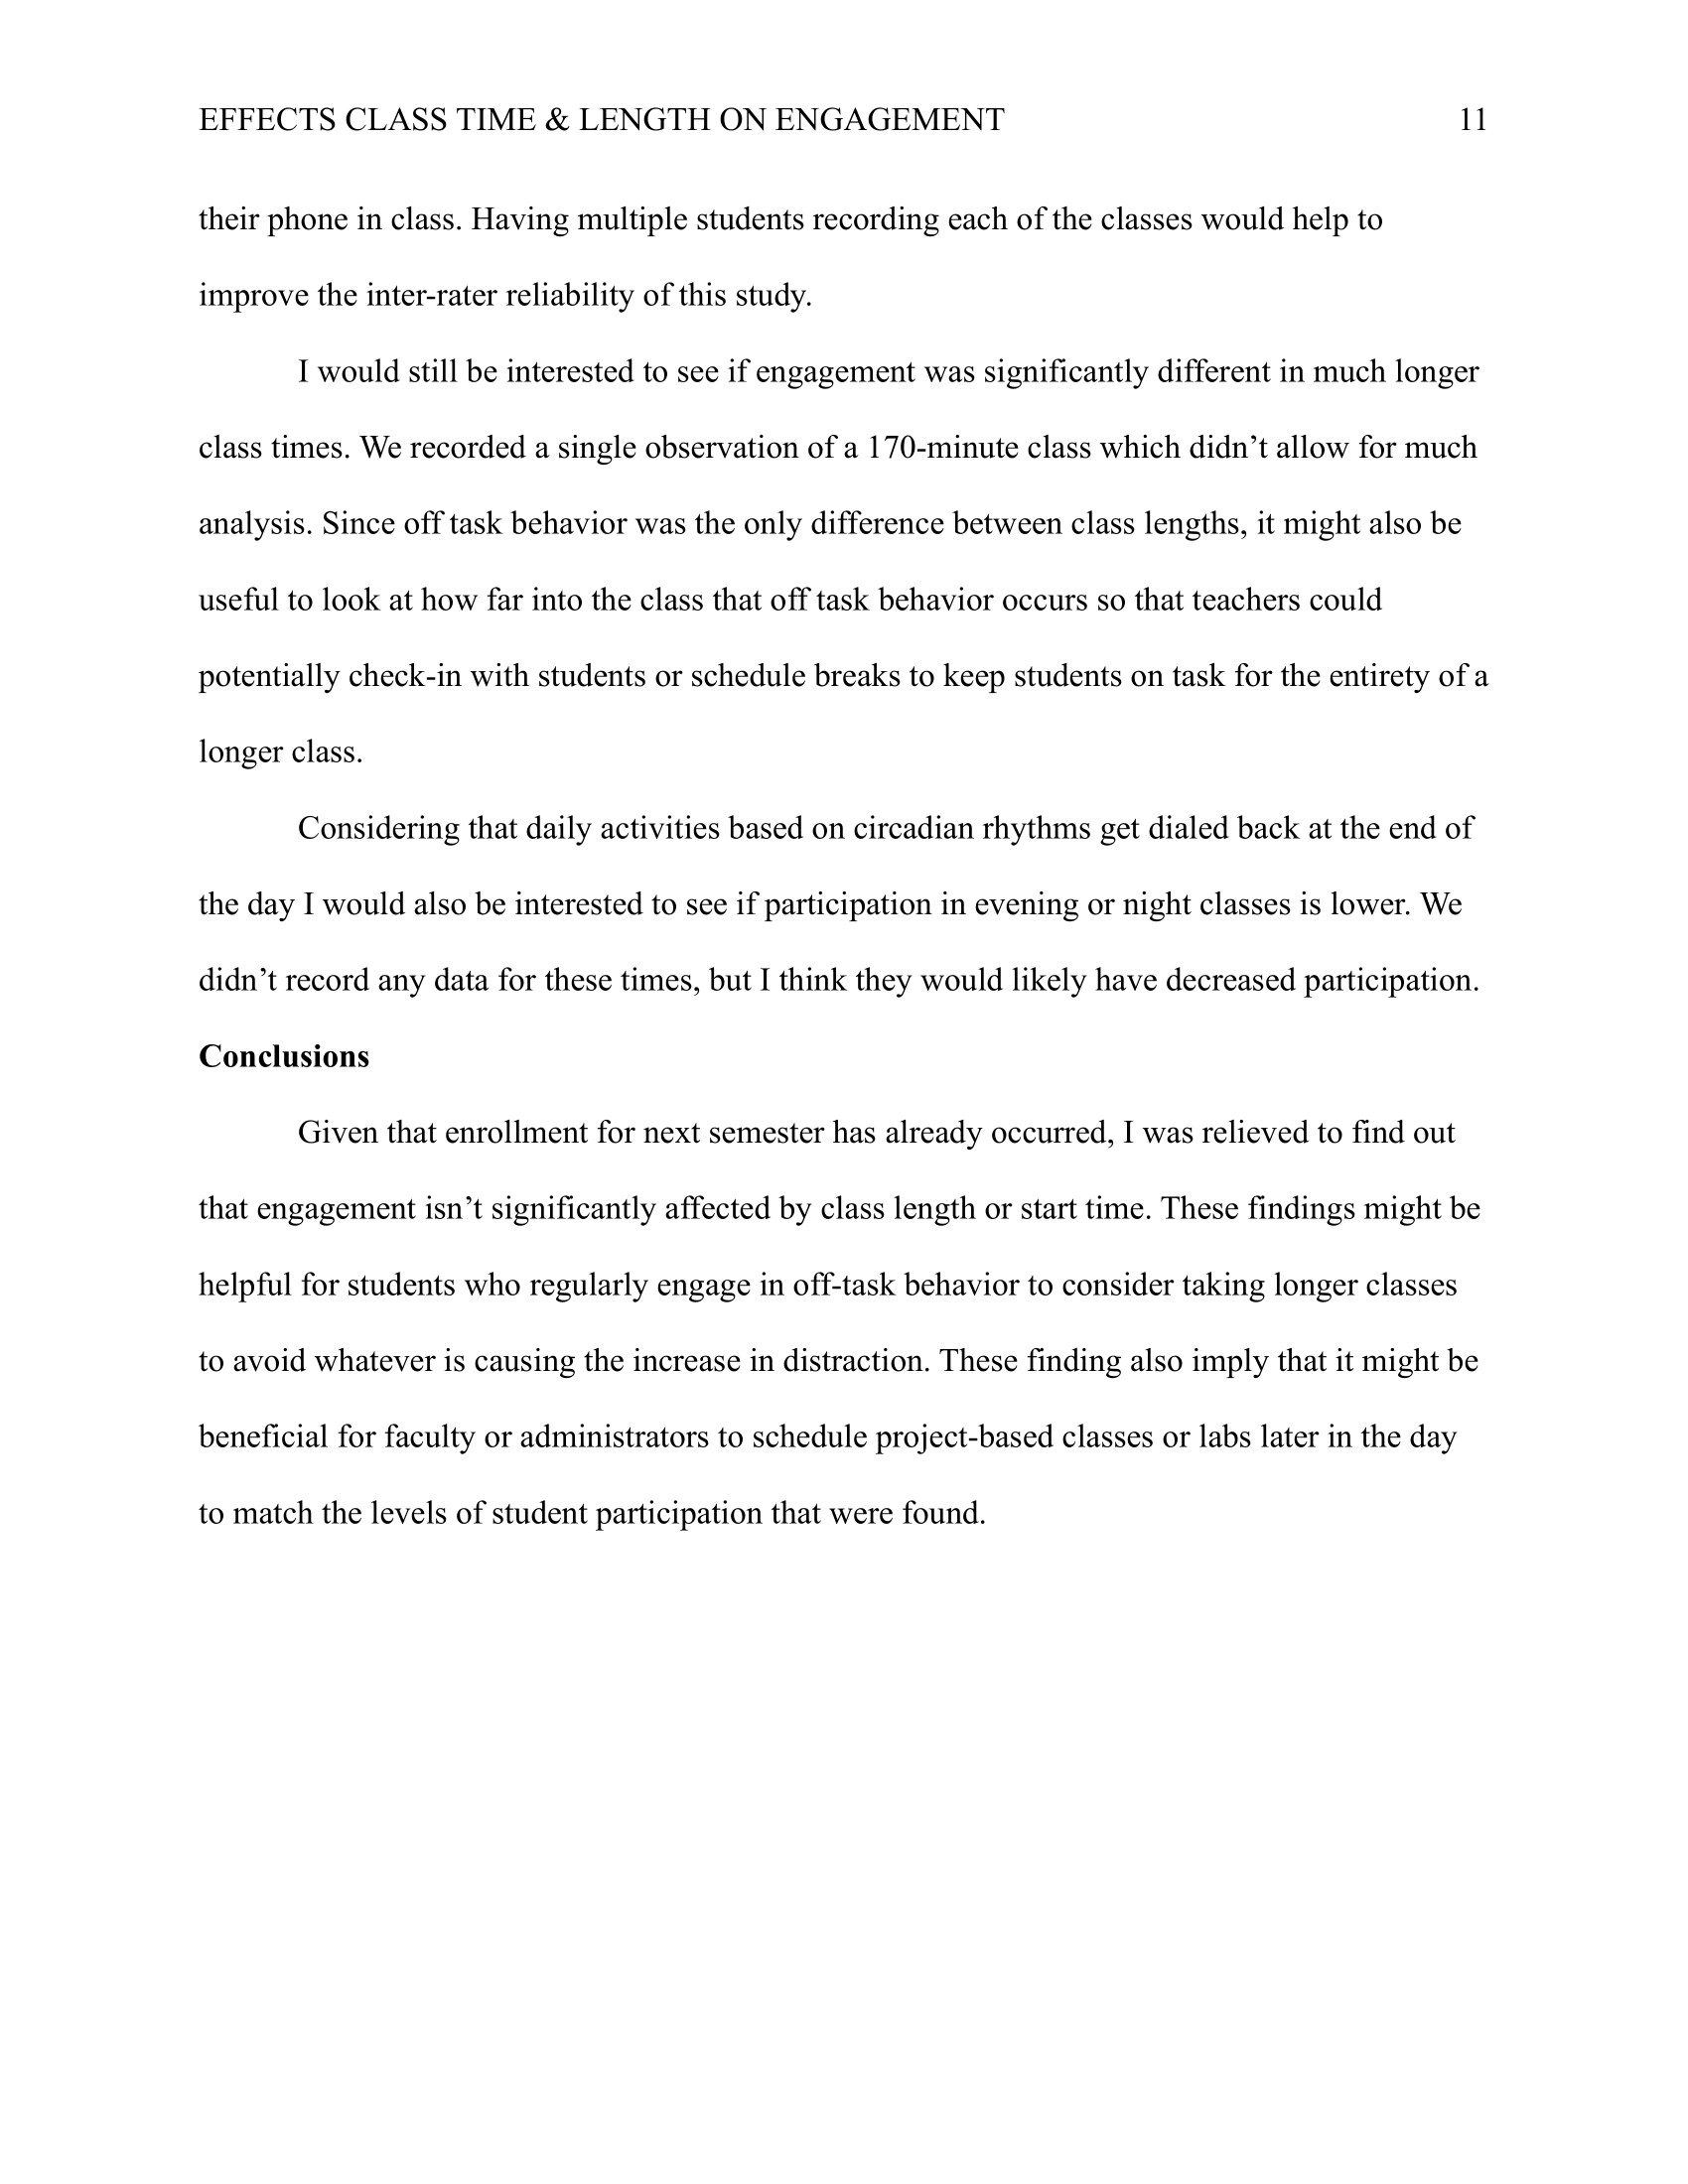 EFFECTS CLASS TIME & LENGTH ON ENGAGEMENT 11
their phone in class. Having multiple students recording each of the classes would help to
improve the inter-rater reliability of this study.
I would still be interested to see if engagement was significantly different in much longer
class times. We recorded a single observation of a 170-minute class which didn’t allow for much
analysis. Since off task behavior was the only difference between class lengths, it might also be
useful to look at how far into the class that off task behavior occurs so that teachers could
potentially check-in with students or schedule breaks to keep students on task for the entirety of a
longer class.
Considering that daily activities based on circadian rhythms get dialed back at the end of
the day I would also be interested to see if participation in evening or night classes is lower. We
didn’t record any data for these times, but I think they would likely have decreased participation.
Conclusions
Given that enrollment for next semester has already occurred, I was relieved to find out
that engagement isn’t significantly affected by class length or start time. These findings might be
helpful for students who regularly engage in off-task behavior to consider taking longer classes
to avoid whatever is causing the increase in distraction. These finding also imply that it might be
beneficial for faculty or administrators to schedule project-based classes or labs later in the day
to match the levels of student participation that were found.